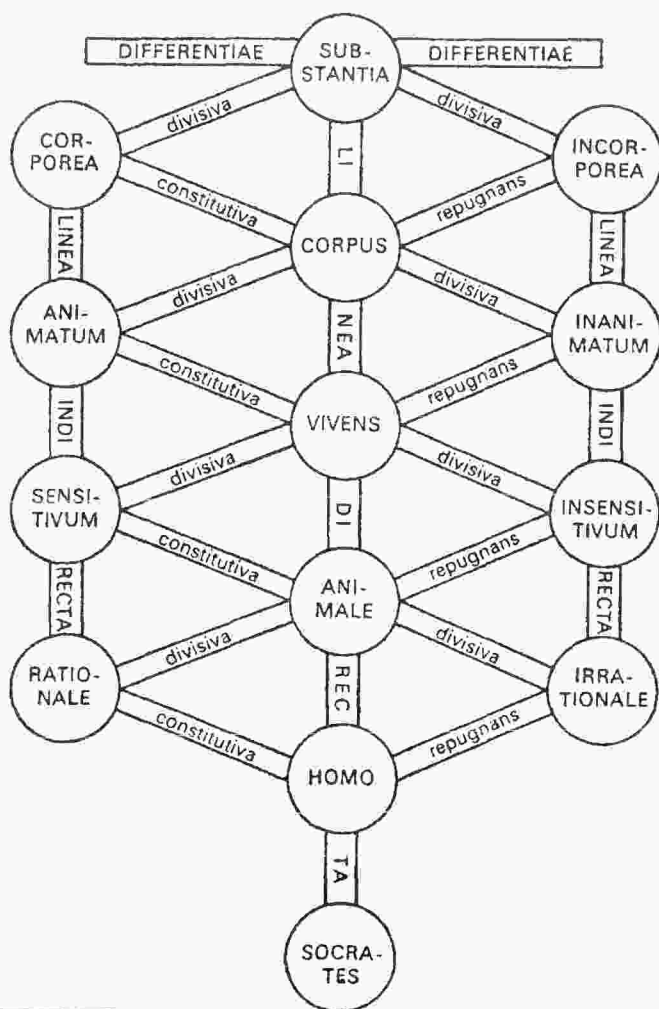 DIFFERENTIAE
SUB-
STANTIA
DIFFERENTIAE
divisiva
divisiva
COR-
POREA
LI
INCOR-
POREA
constitutiva
repugnans
LINEA
CORPUS
LINEA
divisiva
divisiva
ANI-
MATUM
NEA
INANI-
MATUM
constitutiva
repugnans
INDI
VIVENS
INDI
divisiva
divisiva
SENSI-
TIVUM
DI
INSENSI-
TIVUM
constitutiva
repugnans
RECTA
ANI-
MALE
RECTA
divisiva
divisiva
RATIO-
NALE
REC
IRRA-
TIONALE
constitutiva
repugnans
HOMO
TA
SOCRA-
TES